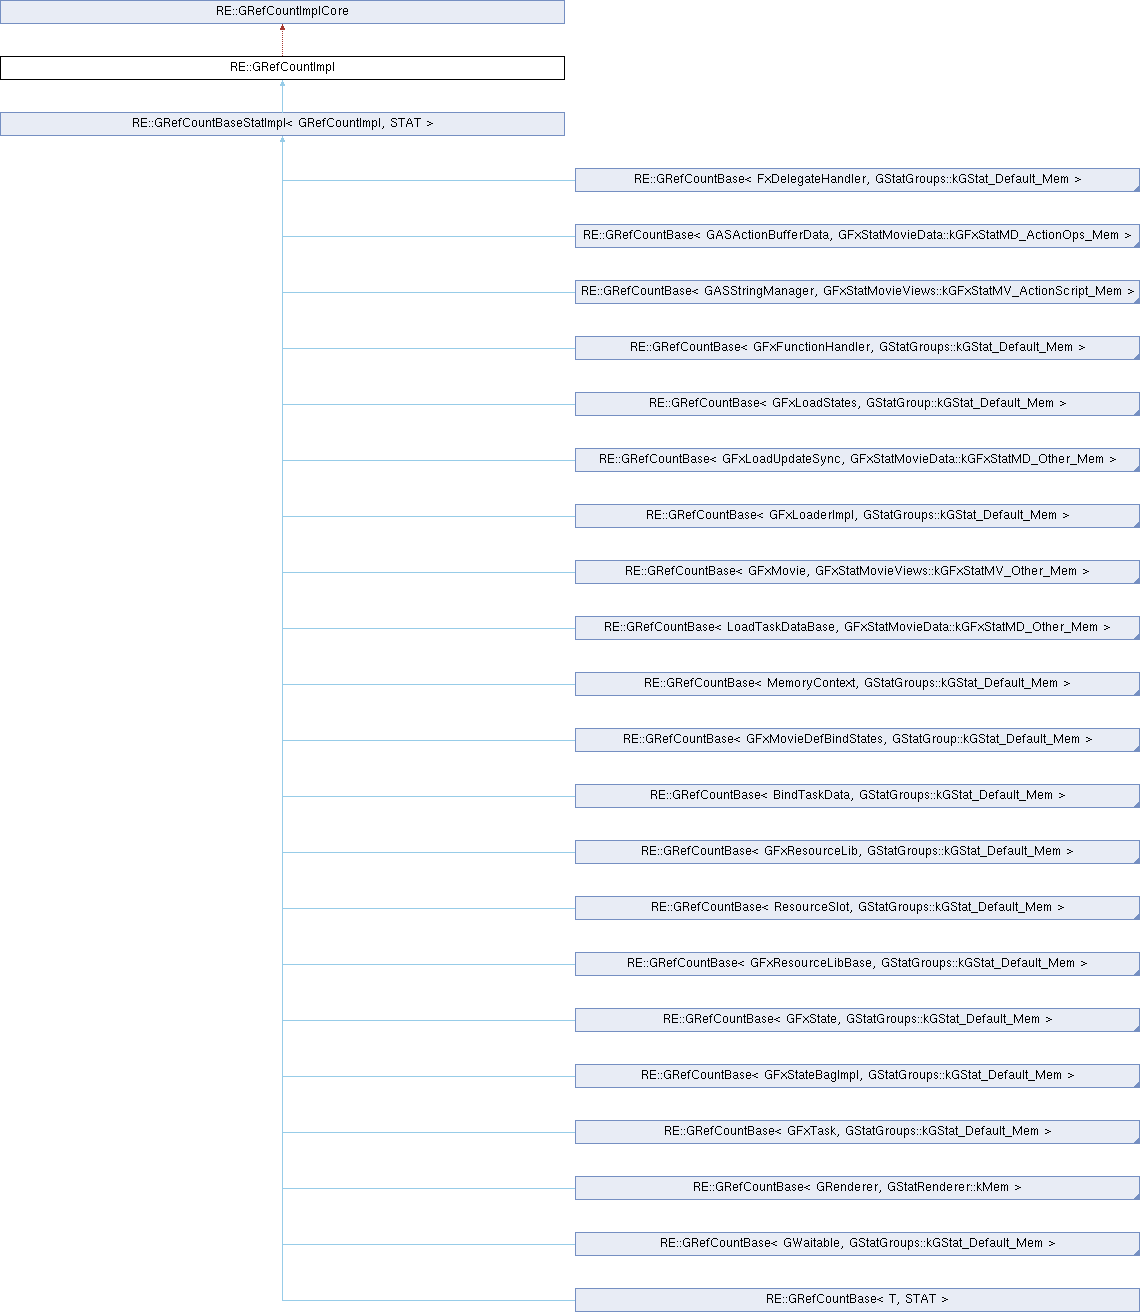 RE::GRefCountImplCore
RE::GRefCountImpl
RE::GRefCountBaseStatImpl< GRefCountImpl, STAT >
RE::GRefCountBase< FxDelegateHandler, GStatGroups::kGStat_Default_Mem >
RE::GRefCountBase< GASActionBufferData, GFxStatMovieData::kGFxStatMD_ActionOps_Mem >
RE::GRefCountBase< GASStringManager, GFxStatMovieViews::kGFxStatMV_ActionScript_Mem >
RE::GRefCountBase< GFxFunctionHandler, GStatGroups::kGStat_Default_Mem >
RE::GRefCountBase< GFxLoadStates, GStatGroup::kGStat_Default_Mem >
RE::GRefCountBase< GFxLoadUpdateSync, GFxStatMovieData::kGFxStatMD_Other_Mem >
RE::GRefCountBase< GFxLoaderImpl, GStatGroups::kGStat_Default_Mem >
RE::GRefCountBase< GFxMovie, GFxStatMovieViews::kGFxStatMV_Other_Mem >
RE::GRefCountBase< LoadTaskDataBase, GFxStatMovieData::kGFxStatMD_Other_Mem >
RE::GRefCountBase< MemoryContext, GStatGroups::kGStat_Default_Mem >
RE::GRefCountBase< GFxMovieDefBindStates, GStatGroup::kGStat_Default_Mem >
RE::GRefCountBase< BindTaskData, GStatGroups::kGStat_Default_Mem >
RE::GRefCountBase< GFxResourceLib, GStatGroups::kGStat_Default_Mem >
RE::GRefCountBase< ResourceSlot, GStatGroups::kGStat_Default_Mem >
RE::GRefCountBase< GFxResourceLibBase, GStatGroups::kGStat_Default_Mem >
RE::GRefCountBase< GFxState, GStatGroups::kGStat_Default_Mem >
RE::GRefCountBase< GFxStateBagImpl, GStatGroups::kGStat_Default_Mem >
RE::GRefCountBase< GFxTask, GStatGroups::kGStat_Default_Mem >
RE::GRefCountBase< GRenderer, GStatRenderer::kMem >
RE::GRefCountBase< GWaitable, GStatGroups::kGStat_Default_Mem >
RE::GRefCountBase< T, STAT >